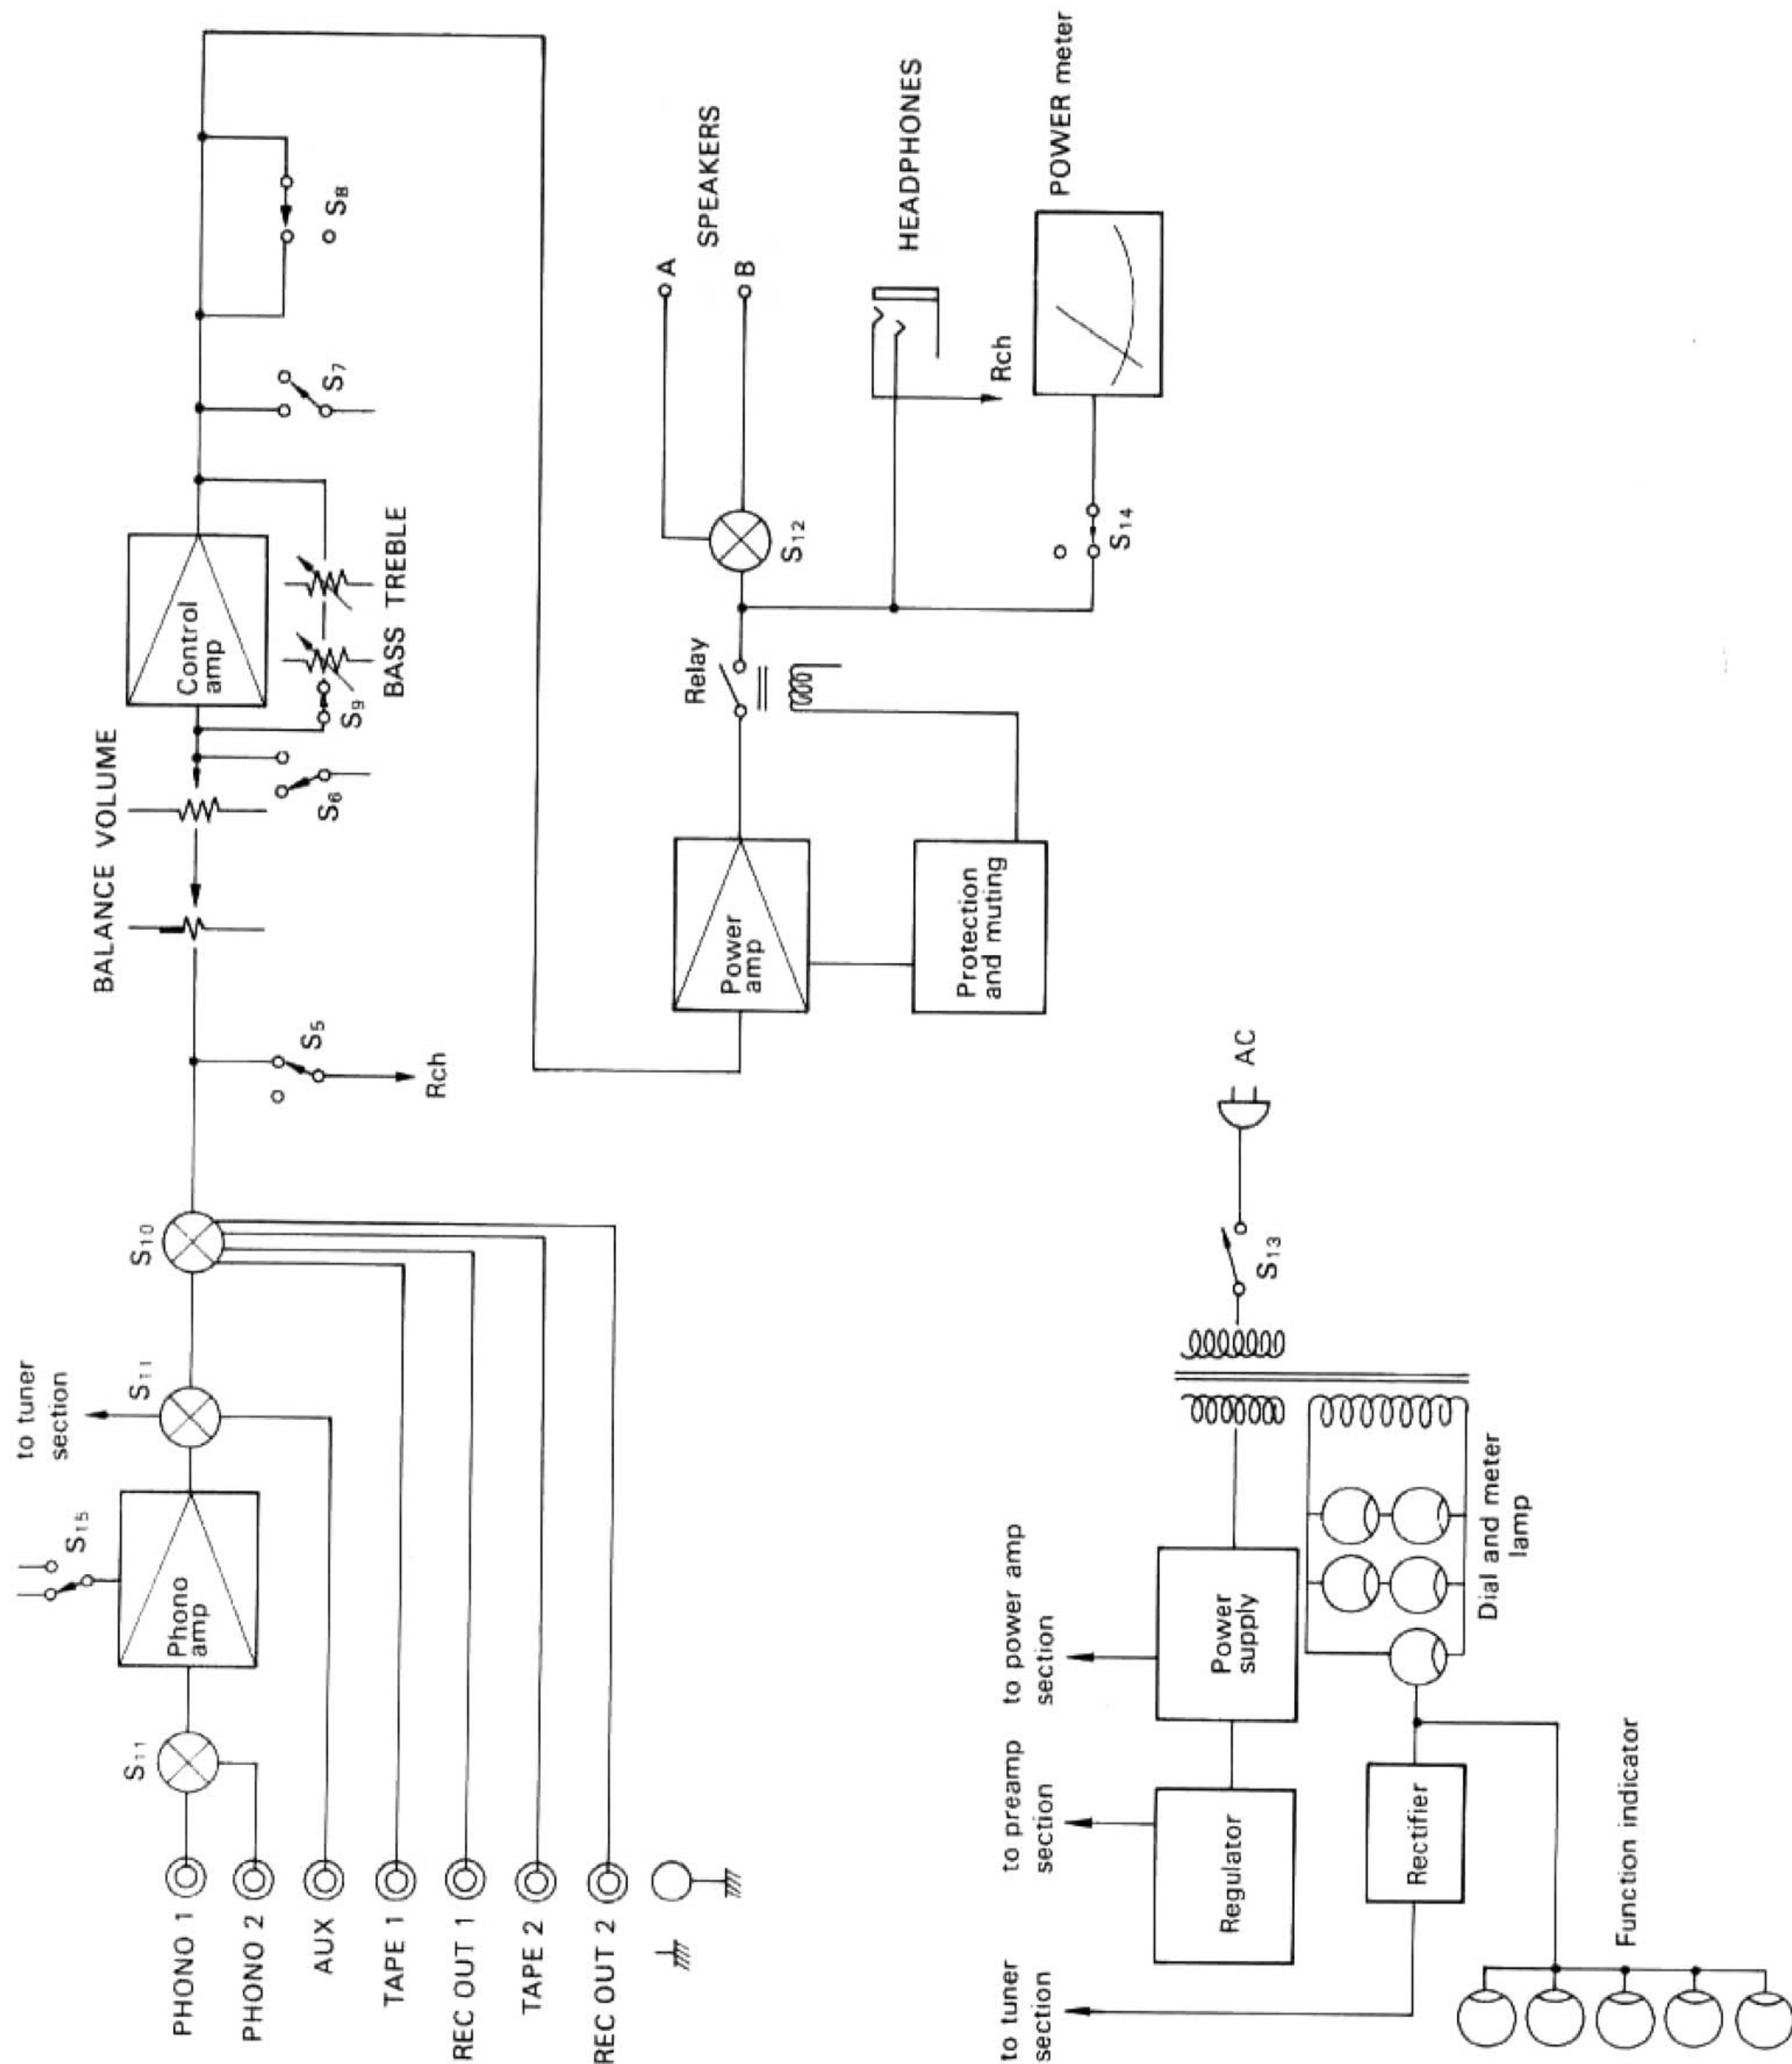 PHONO 1
PHONO 2
AUX
TAPE 1
REC OUT 1
TAPE 2
REC OUT 2
S11
Phono
amp
S15
to tuner
section
S11
S10
S5
Rch
BALANCE VOLUME
S6
S9
Control
amp
BASS TREBLE
S7
S8
Power
amp
Protection
and muting
Relay
S12
A
B
SPEAKERS
HEADPHONES
Rch
S14
POWER meter
to tuner
section
to preamp
section
to power amp
section
Regulator
Power
supply
Rectifier
Function indicator
Dial and meter
lamp
S13
AC